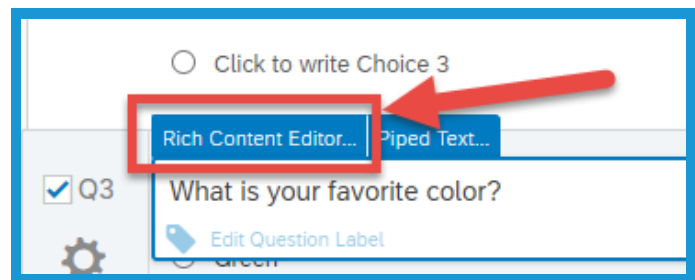 Click to write Choice 3
Rich Content Editor... Piped Text...
Q3 What is your favorite color?
Edit Question Label
Green